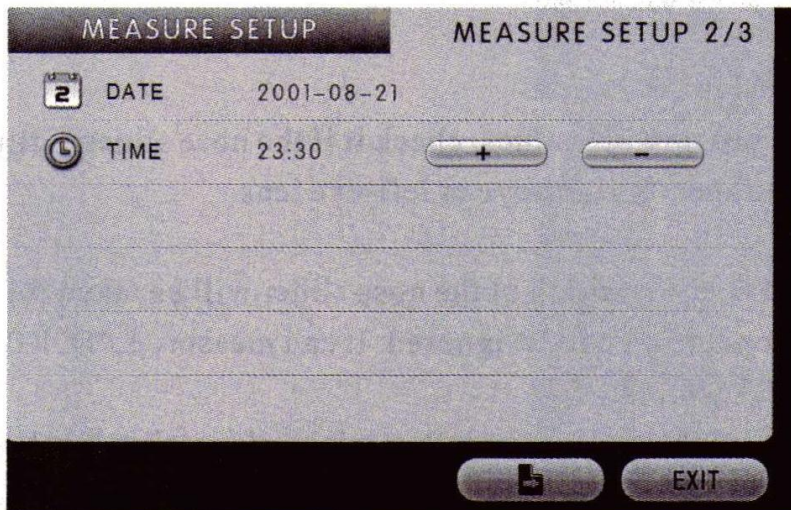 MEASURE SETUP
MEASURE SETUP 2/3
2 DATE 2001-08-21
TIME 23:30 + -
EXIT